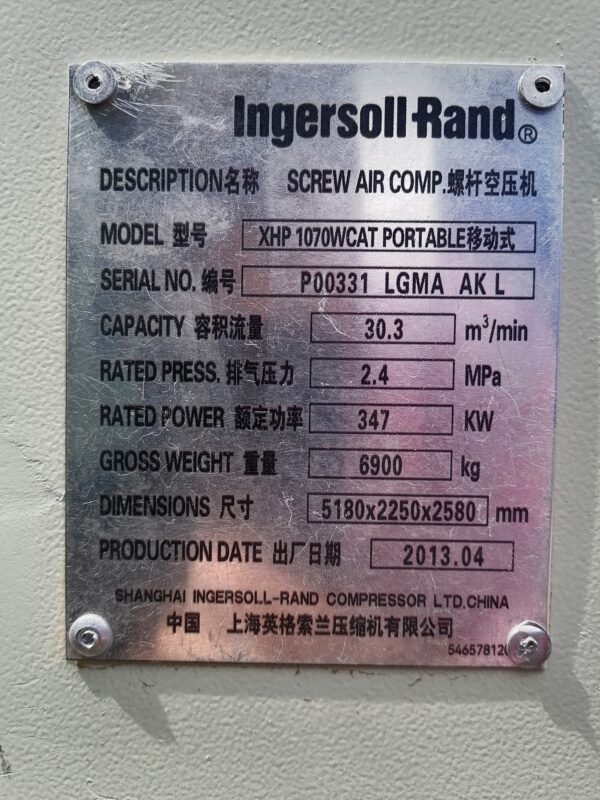 Ingersoll-Rand®
DESCRIPTION名称 SCREW AIR COMP.螺杆空压机
MODEL 型号 XHP 1070WCAT PORTABLE移动式
SERIAL NO. 编号 P00331 LGMA AK L
CAPACITY 容积流量 30.3 m³/min
RATED PRESS. 排气压力 2.4 MPa
RATED POWER 额定功率 347 KW
GROSS WEIGHT 重量 6900 kg
DIMENSIONS 尺寸 5180x2250x2580 mm
PRODUCTION DATE 出厂日期 2013.04
SHANGHAI INGERSOLL-RAND COMPRESSOR LTD.CHINA
中国 上海英格索兰压缩机有限公司